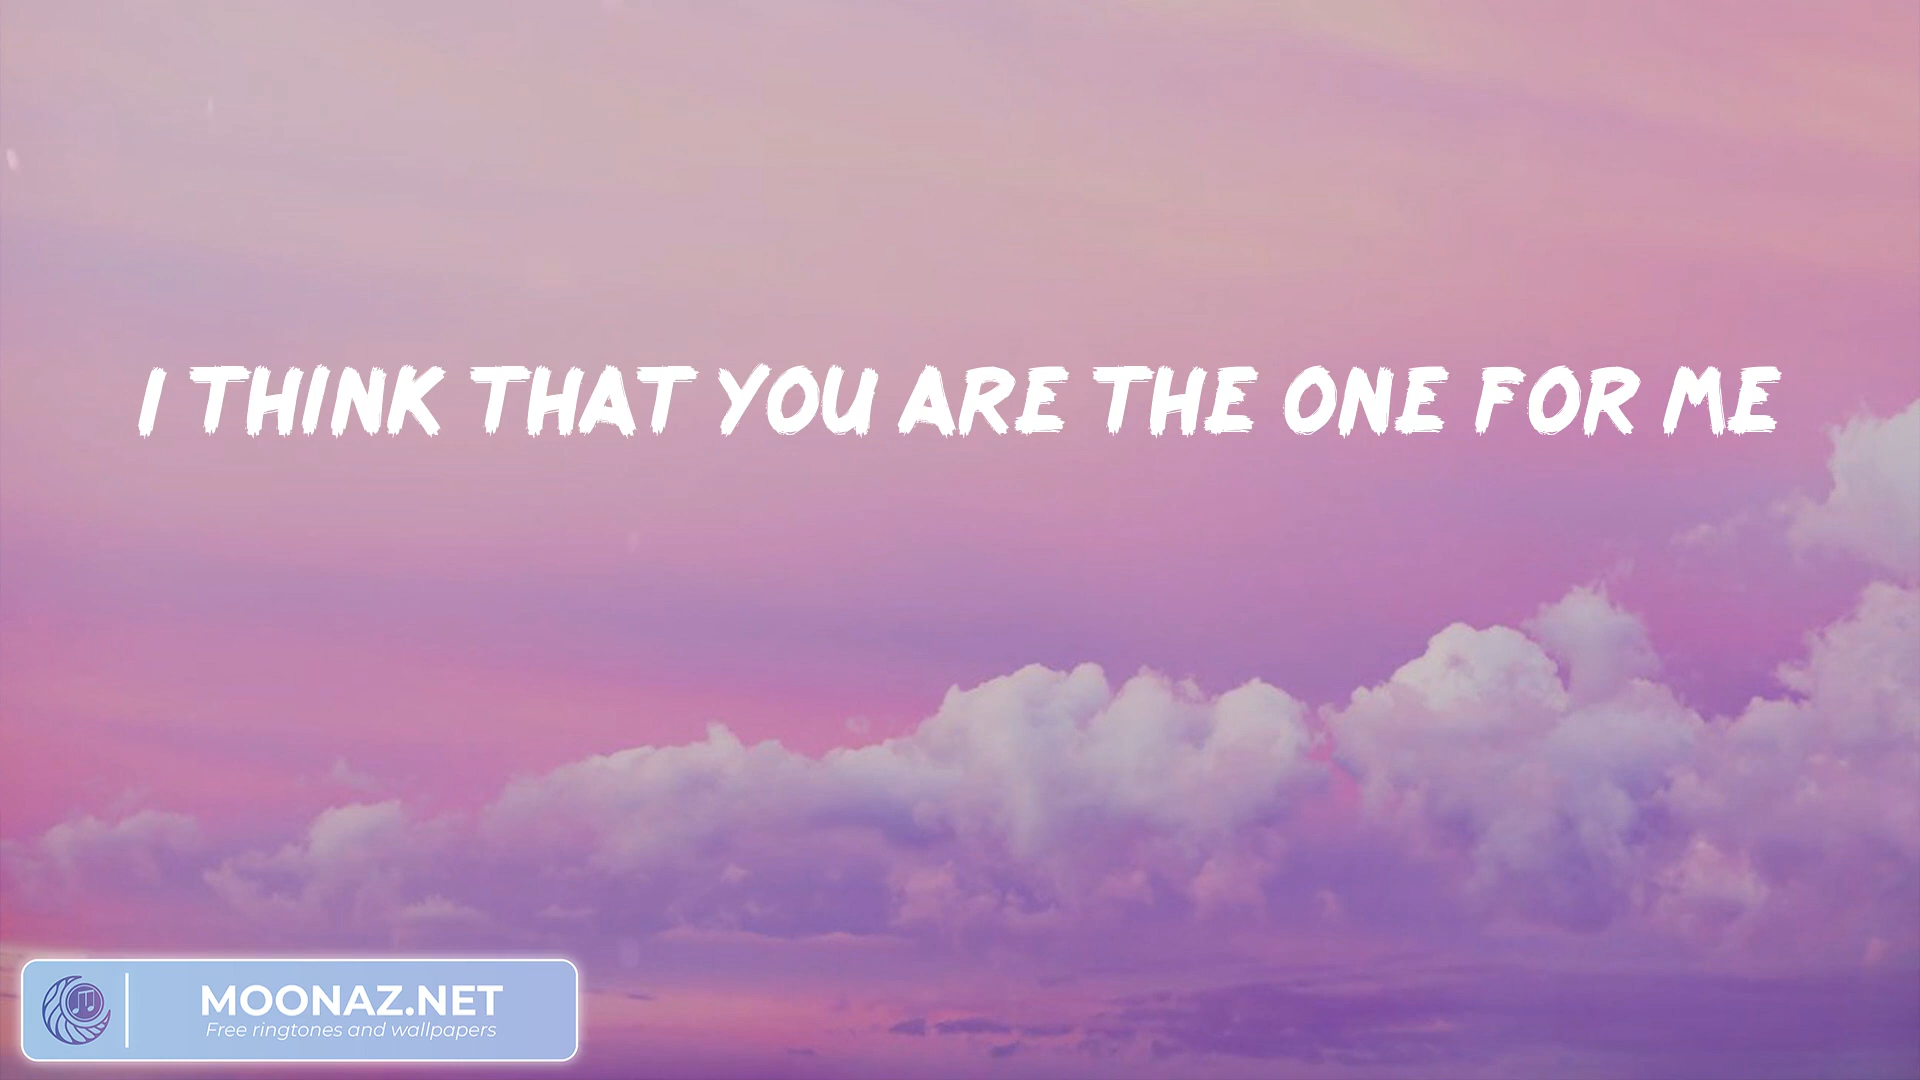 I THINK THAT YOU ARE THE ONE FOR ME
MOONAZ.NET
Free ringtones and wallpapers